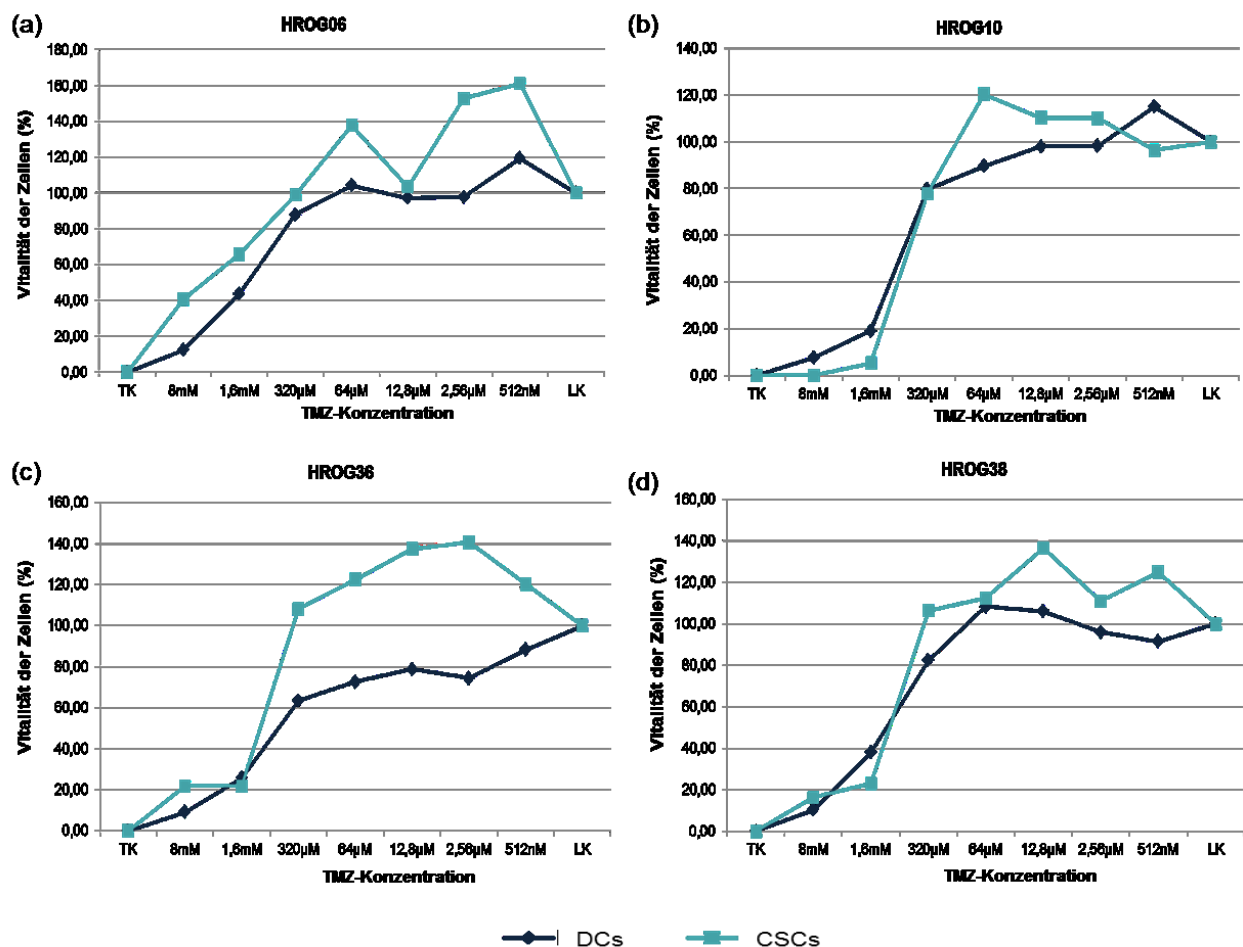 (a)
HROG06
180,00
160,00
140,00
120,00
100,00
80,00
60,00
40,00
20,00
0,00
Vitalität der Zellen (%)
TK 8mM 1,6mM 320µM 64µM 12,8µM 2,56µM 512nM LK
TMZ-Konzentration
(b)
HROG10
140,00
120,00
100,00
80,00
60,00
40,00
20,00
0,00
Vitalität der Zellen (%)
TK 8mM 1,6mM 320µM 64µM 12,8µM 2,56µM 512nM LK
TMZ-Konzentration
(c)
HROG36
160,00
140,00
120,00
100,00
80,00
60,00
40,00
20,00
0,00
Vitalität der Zellen (%)
TK 8mM 1,6mM 320µM 64µM 12,8µM 2,56µM 512nM LK
TMZ-Konzentration
(d)
HROG38
160,00
140,00
120,00
100,00
80,00
60,00
40,00
20,00
0,00
Vitalität der Zellen (%)
TK 8mM 1,6mM 320µM 64µM 12,8µM 2,56µM 512nM LK
TMZ-Konzentration
DCs CSCs